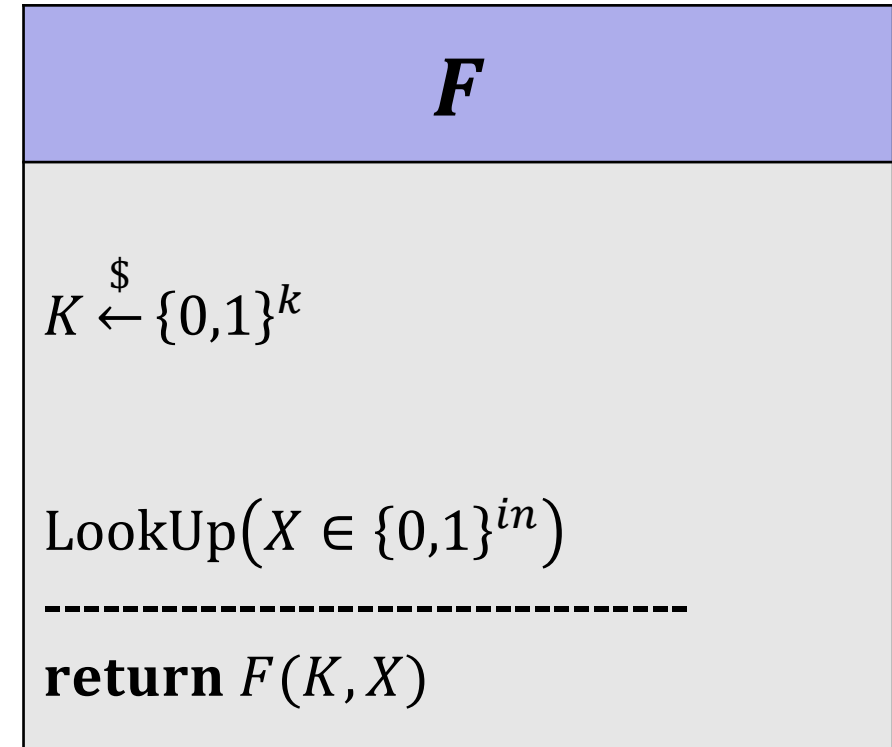 F
$
K ← {0,1}^k
LookUp(X ∈ {0,1}^in)
---------------------------------
return F(K, X)